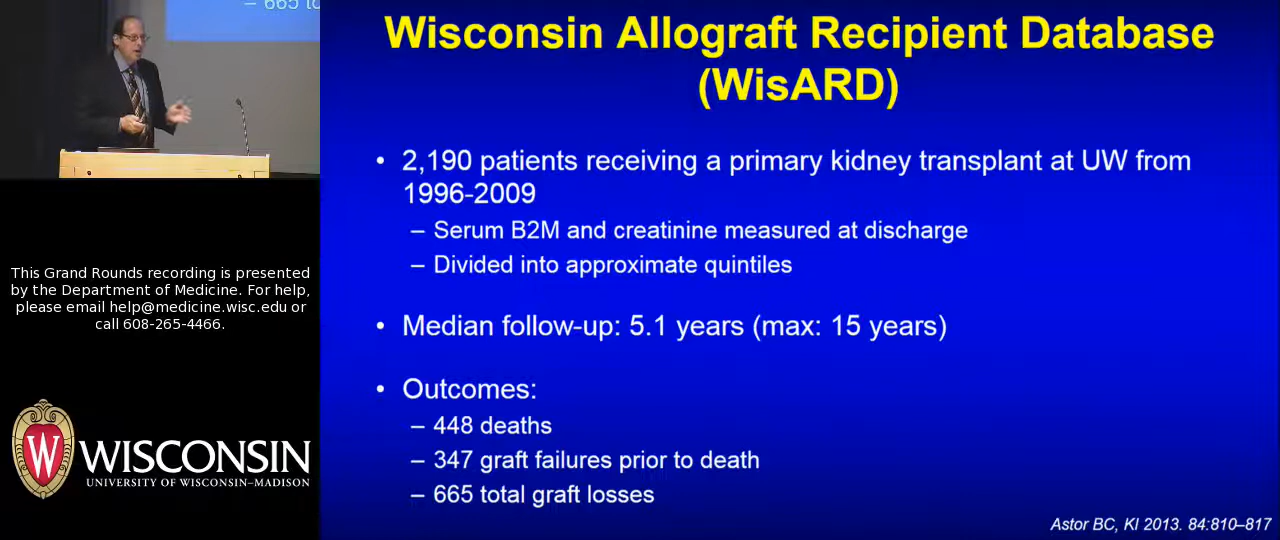 – 665 to
This Grand Rounds recording is presented
by the Department of Medicine. For help,
please email help@medicine.wisc.edu or
call 608-265-4466.
W
WISCONSIN
UNIVERSITY OF WISCONSIN–MADISON
Wisconsin Allograft Recipient Database
(WisARD)
• 2,190 patients receiving a primary kidney transplant at UW from
1996-2009
– Serum B2M and creatinine measured at discharge
– Divided into approximate quintiles
• Median follow-up: 5.1 years (max: 15 years)
• Outcomes:
– 448 deaths
– 347 graft failures prior to death
– 665 total graft losses
Astor BC, KI 2013. 84:810–817